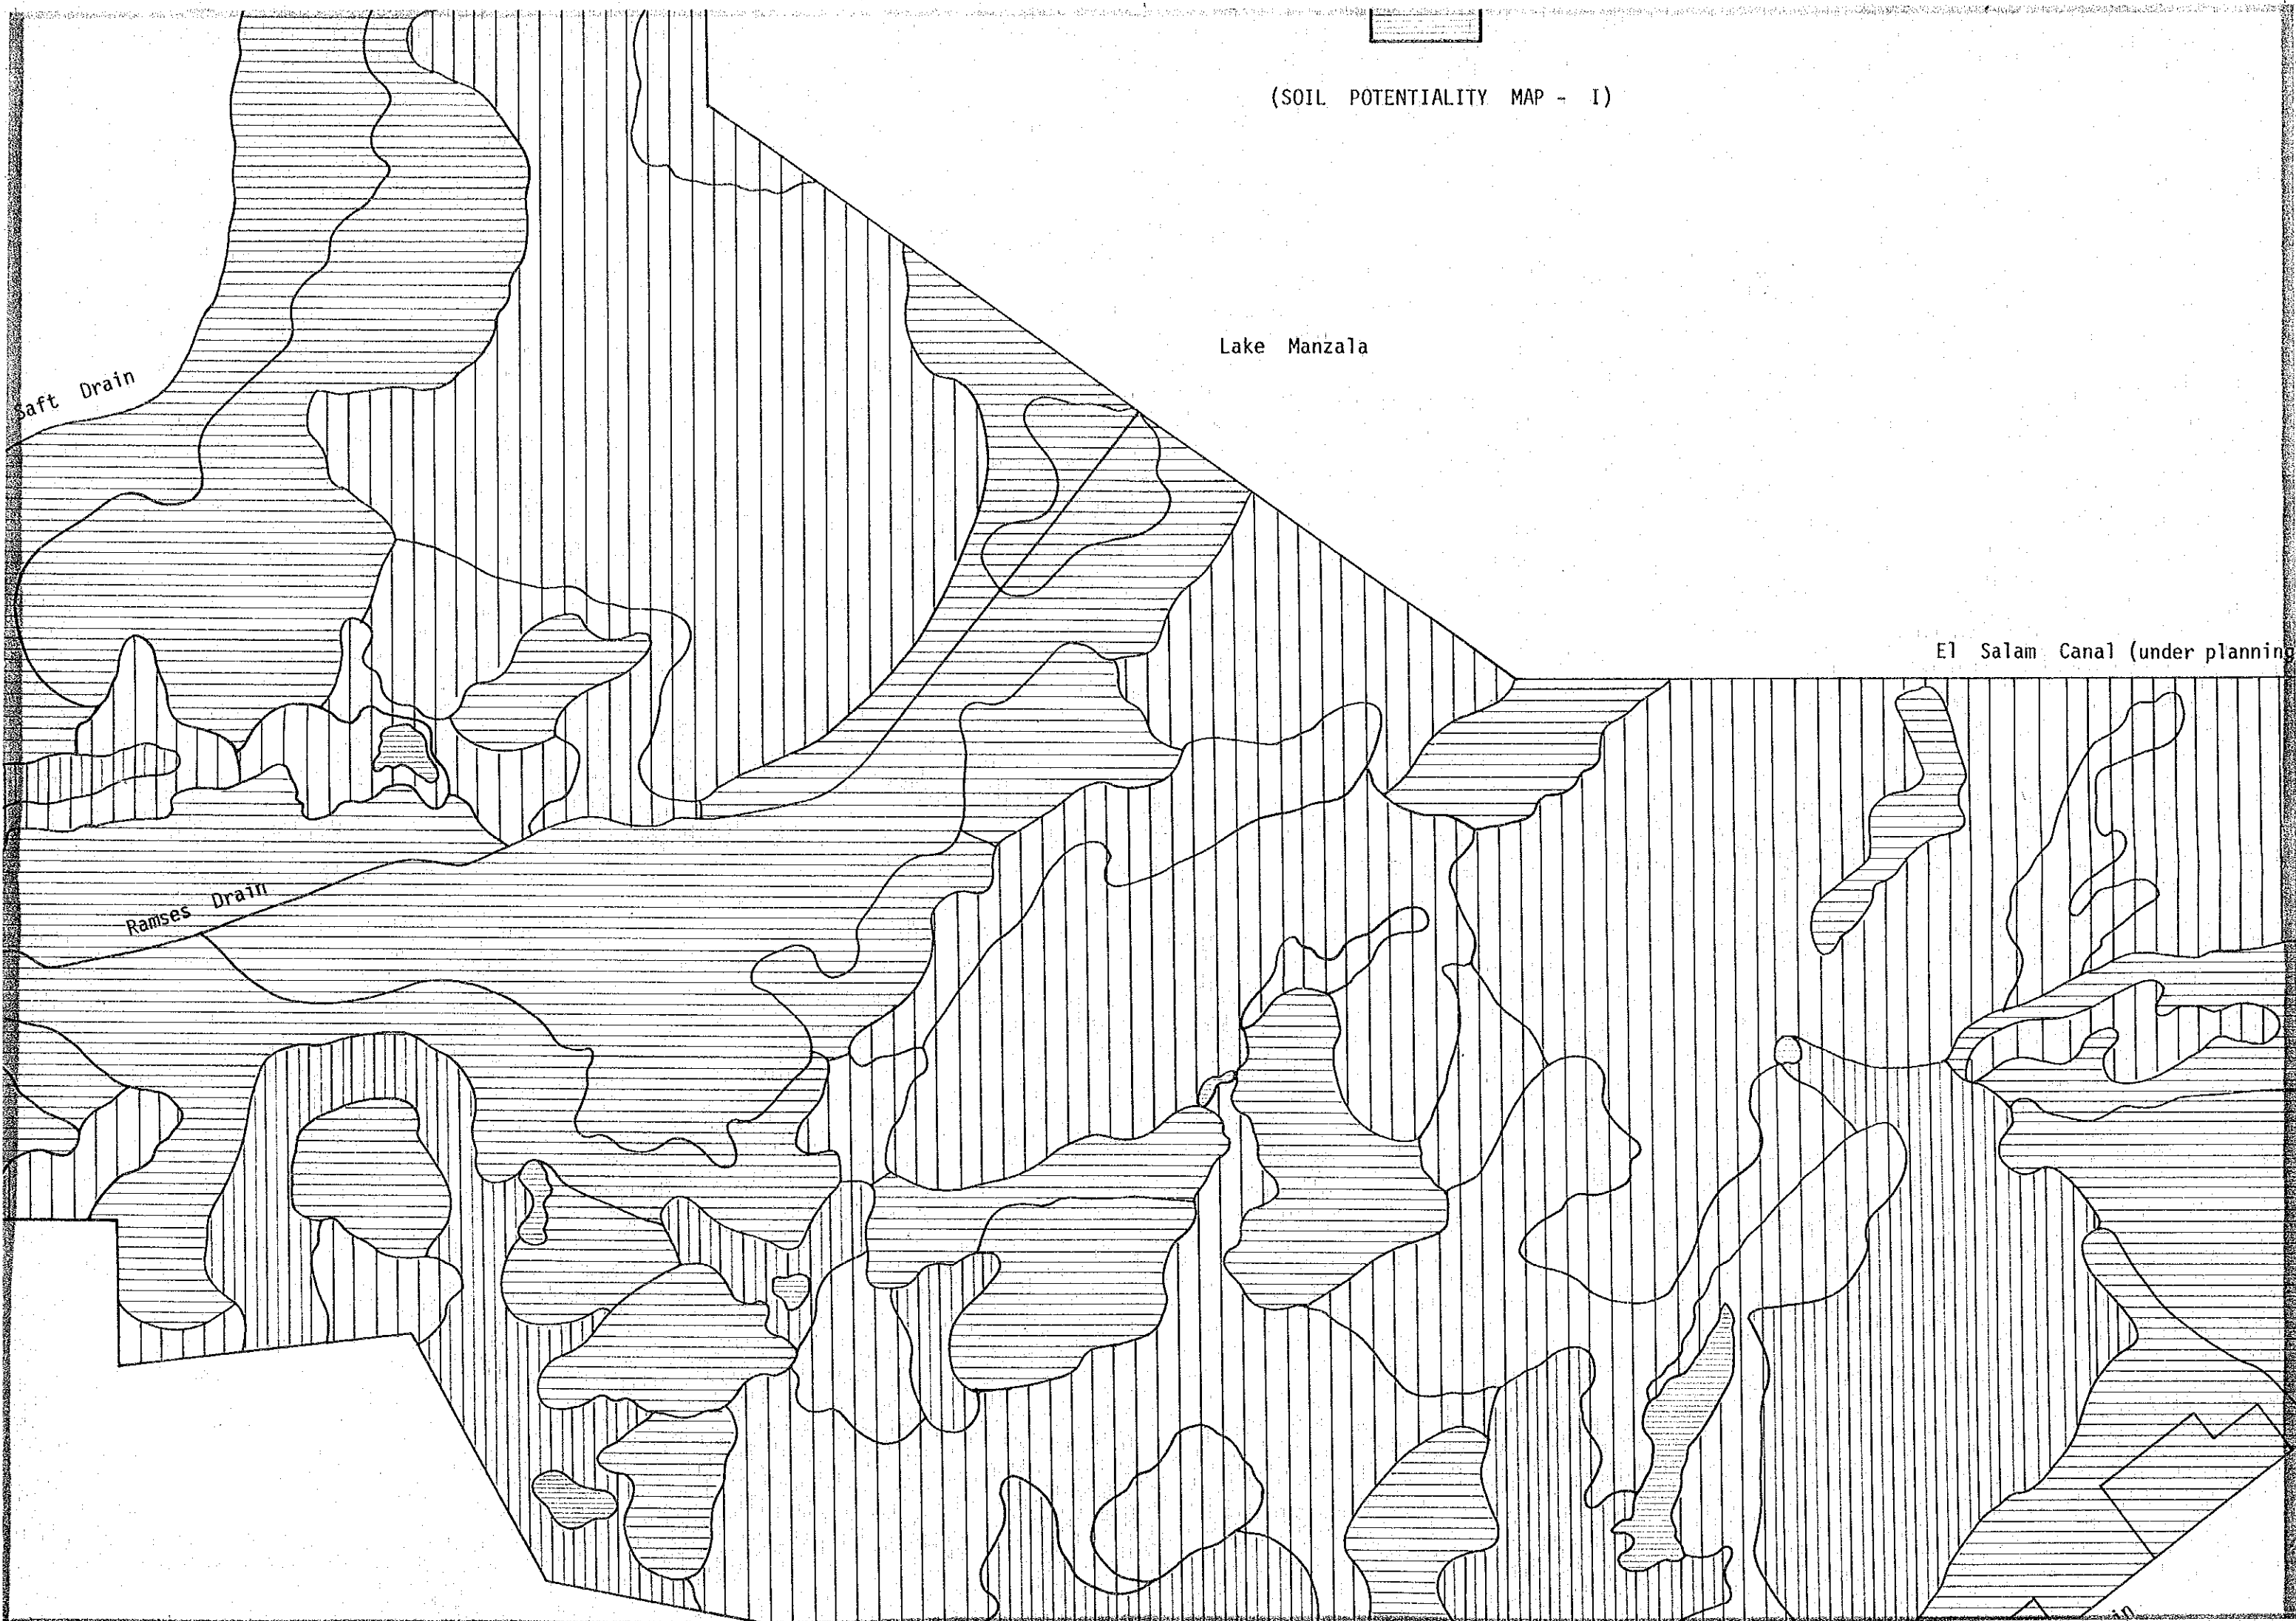 (SOIL POTENTIALITY MAP - I)
Lake Manzala
Saft Drain
El Salam Canal (under planning
Ramses Drain